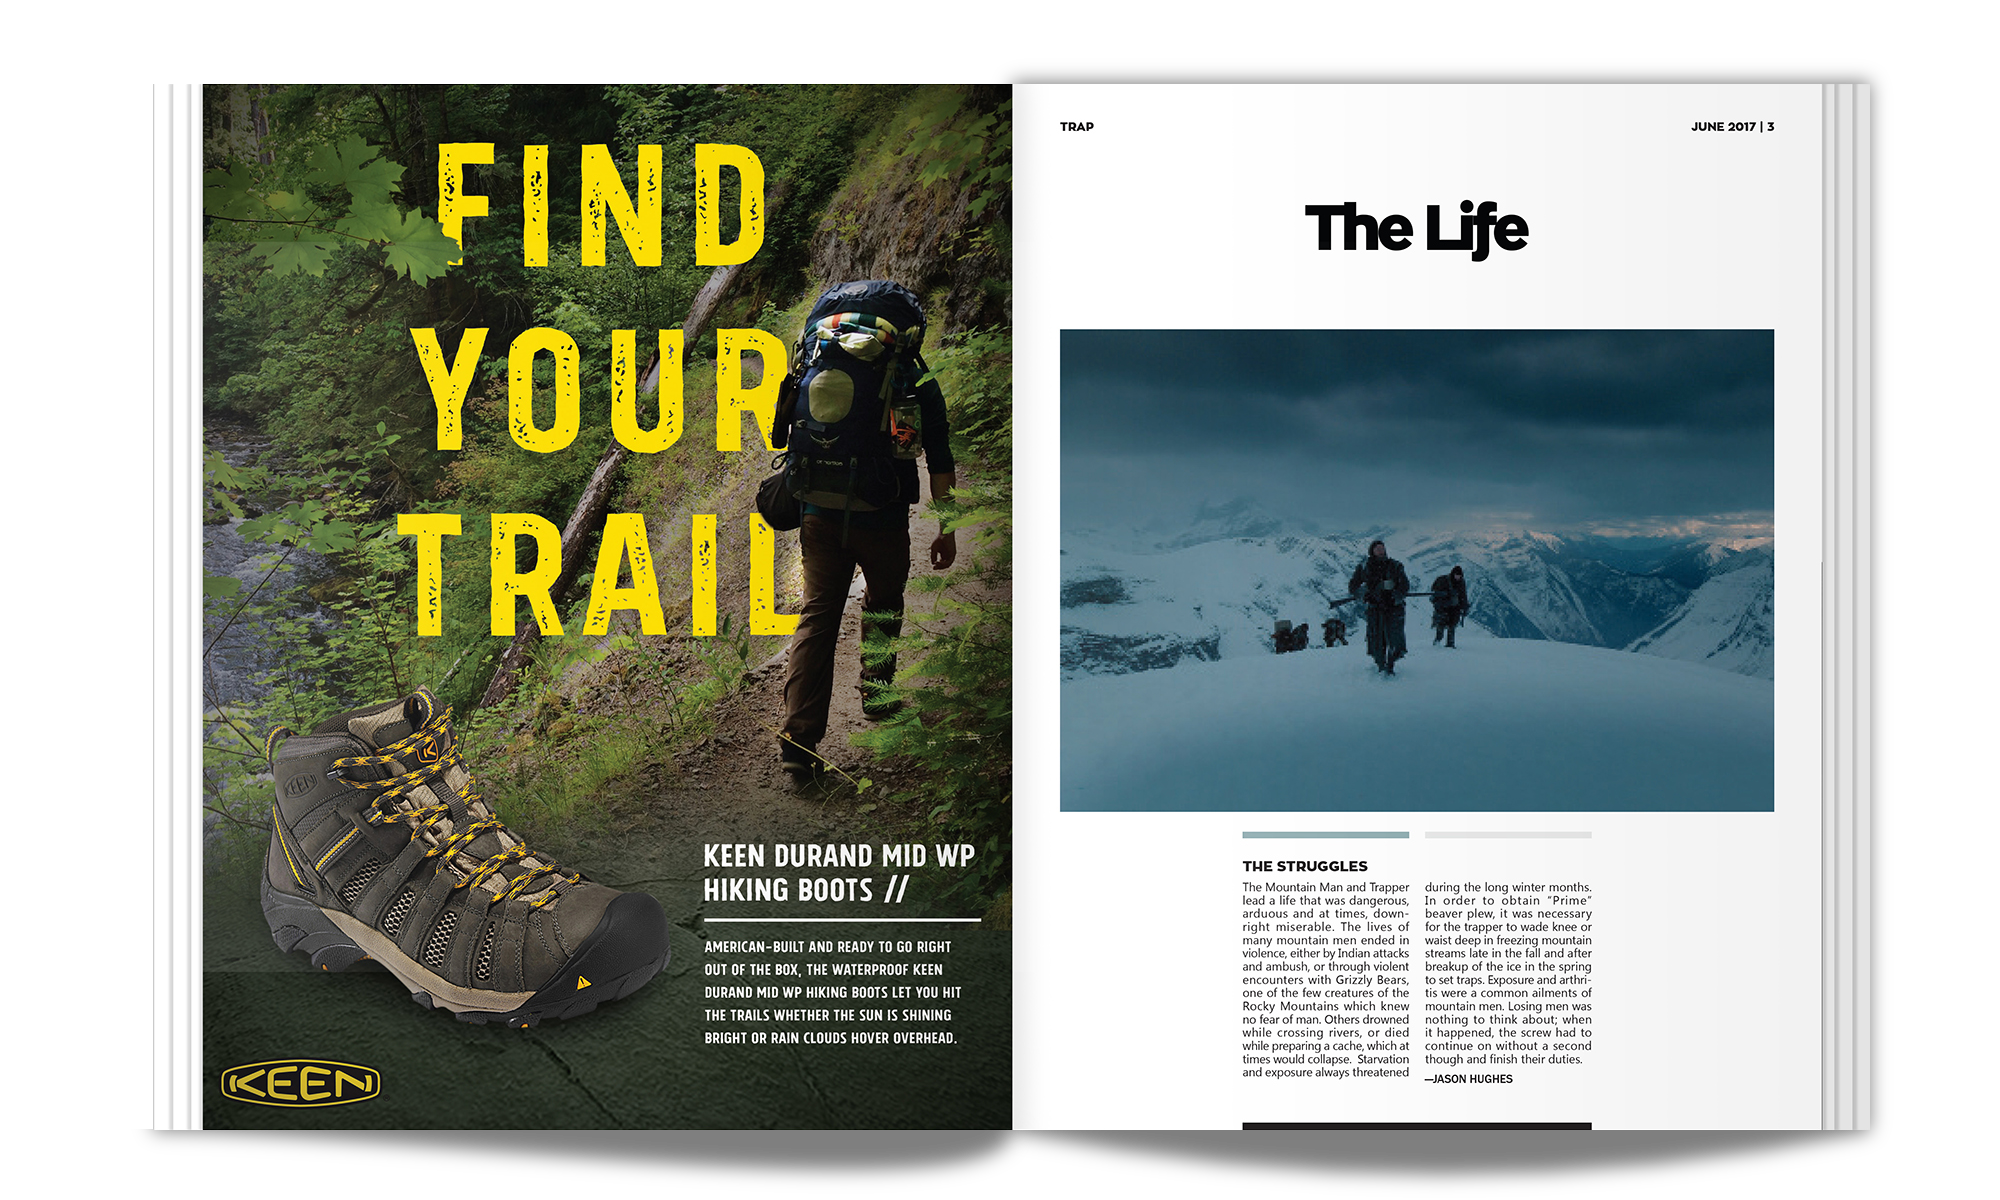 FIND
YOUR
TRAIL
KEEN
KEEN DURAND MID WP
HIKING BOOTS //
AMERICAN-BUILT AND READY TO GO RIGHT
OUT OF THE BOX, THE WATERPROOF KEEN
DURAND MID WP HIKING BOOTS LET YOU HIT
THE TRAILS WHETHER THE SUN IS SHINING
BRIGHT OR RAIN CLOUDS HOVER OVERHEAD.
KEEN
TRAP
JUNE 2017 | 3
The Life
THE STRUGGLES
The Mountain Man and Trapper
lead a life that was dangerous,
arduous and at times, down-
right miserable. The lives of
many mountain men ended in
violence, either by Indian attacks
and ambush, or through violent
encounters with Grizzly Bears,
one of the few creatures of the
Rocky Mountains which knew
no fear of man. Others drowned
while crossing rivers, or died
while preparing a cache, which at
times would collapse. Starvation
and exposure always threatened
during the long winter months.
In order to obtain “Prime”
beaver plew, it was necessary
for the trapper to wade knee or
waist deep in freezing mountain
streams late in the fall and after
breakup of the ice in the spring
to set traps. Exposure and arthri-
tis were a common ailments of
mountain men. Losing men was
nothing to think about; when
it happened, the screw had to
continue on without a second
though and finish their duties.
—JASON HUGHES